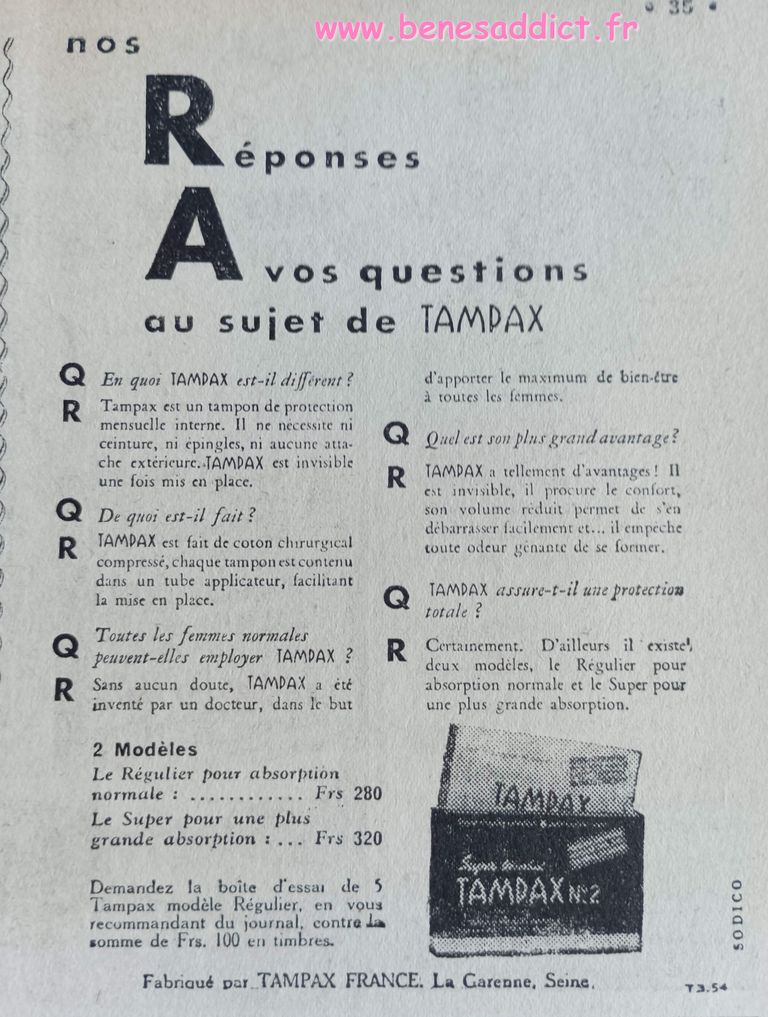 • 35 •
www.benesaddict.fr
nos
Réponses
A vos questions
au sujet de TAMPAX
Q En quoi TAMPAX est-il différent ?
R Tampax est un tampon de protection
mensuelle interne. Il ne nécessite ni
ceinture, ni épingles, ni aucune atta-
che extérieure. TAMPAX est invisible
une fois mis en place.
Q De quoi est-il fait ?
R TAMPAX est fait de coton chirurgical
compressé, chaque tampon est contenu
dans un tube applicateur, facilitant
la mise en place.
Q Toutes les femmes normales
peuvent-elles employer TAMPAX ?
R Sans aucun doute, TAMPAX a été
inventé par un docteur, dans le but
d'apporter le maximum de bien-être
à toutes les femmes.
Q Quel est son plus grand avantage ?
R TAMPAX a tellement d'avantages ! Il
est invisible, il procure le confort,
son volume réduit permet de s'en
débarrasser facilement et... il empêche
toute odeur gênante de se former.
Q TAMPAX assure-t-il une protection
totale ?
R Certainement. D'ailleurs il existe
deux modèles, le Régulier pour
absorption normale et le Super pour
une plus grande absorption.
2 Modèles
Le Régulier pour absorption
normale : ............ Frs 280
Le Super pour une plus
grande absorption : ... Frs 320
Demandez la boîte d'essai de 5
Tampax modèle Régulier, en vous
recommandant du journal, contre la
somme de Frs. 100 en timbres.
TAMPAX
Super
TAMPAX N° 2
SODICO
Fabriqué par TAMPAX FRANCE. La Garenne, Seine.
T3.54